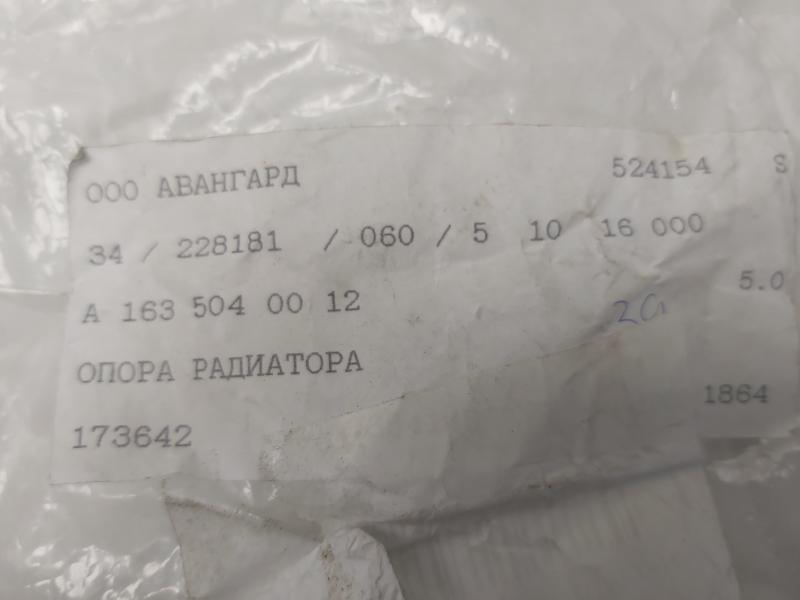 ООО АВАНГАРД 524154 S
34 / 228181 / 060 / 5 10 16 000
5.0
А 163 504 00 12
ОПОРА РАДИАТОРА
1864
173642